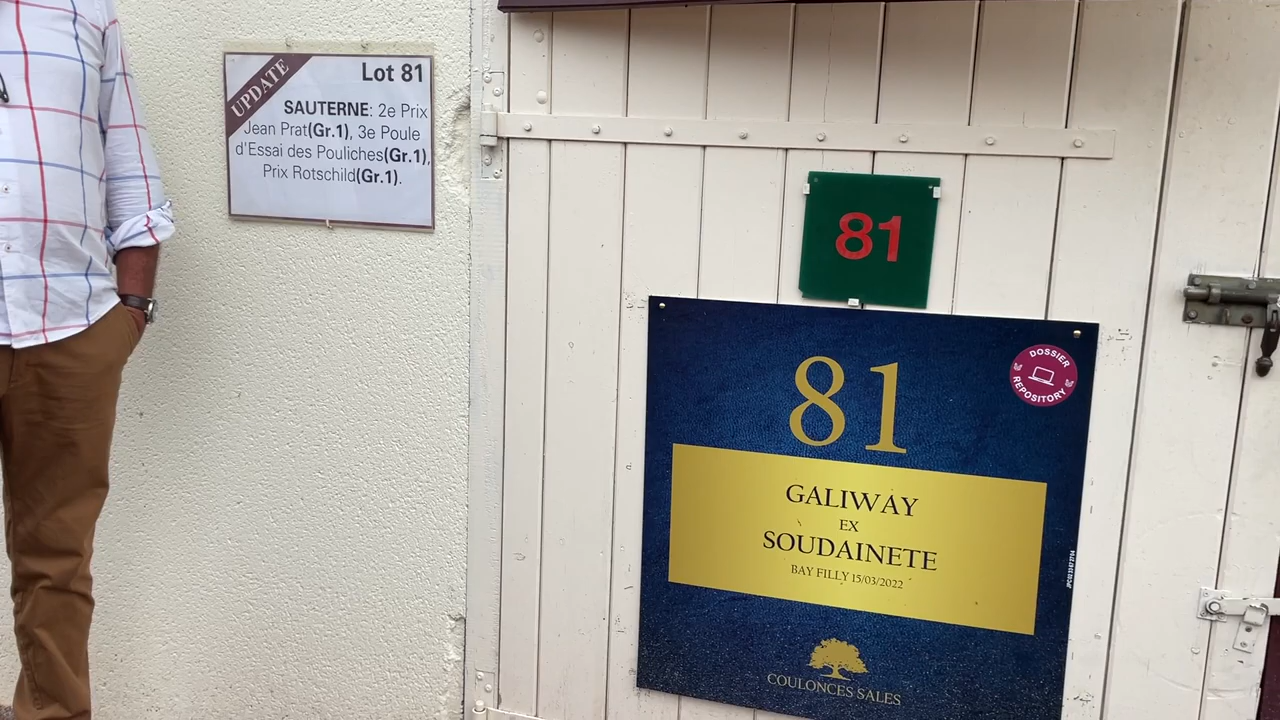 UPDATE
Lot 81
SAUTERNE: 2e Prix
Jean Prat(Gr.1), 3e Poule
d'Essai des Pouliches(Gr.1),
Prix Rotschild(Gr.1).
81
DOSSIER
REPOSITORY
81
GALIWAY
EX
SOUDAINETE
BAY FILLY 15/03/2022
COULONCES SALES